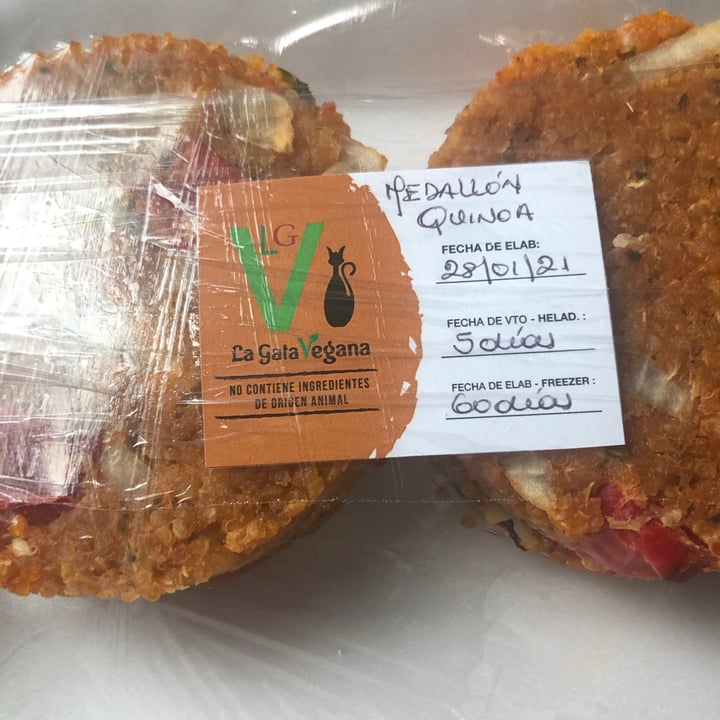 LGV
La Gata Vegana
NO CONTIENE INGREDIENTES
DE ORIGEN ANIMAL
MEDALLÓN
QUINOA
FECHA DE ELAB:
28/01/21
FECHA DE VTO - HELAD. :
5 días
FECHA DE ELAB - FREEZER :
60 días